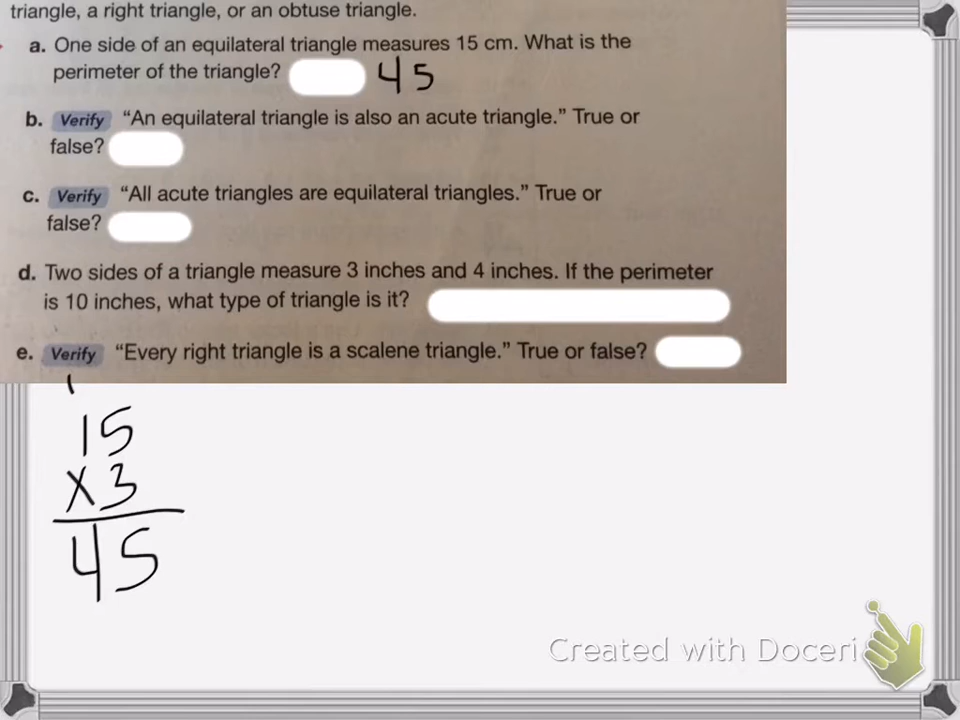 triangle, a right triangle, or an obtuse triangle.
a. One side of an equilateral triangle measures 15 cm. What is the
perimeter of the triangle? 45
b. Verify “An equilateral triangle is also an acute triangle.” True or
false?
c. Verify “All acute triangles are equilateral triangles.” True or
false?
d. Two sides of a triangle measure 3 inches and 4 inches. If the perimeter
is 10 inches, what type of triangle is it?
e. Verify “Every right triangle is a scalene triangle.” True or false?
1
15
x3
45
Created with Doceri